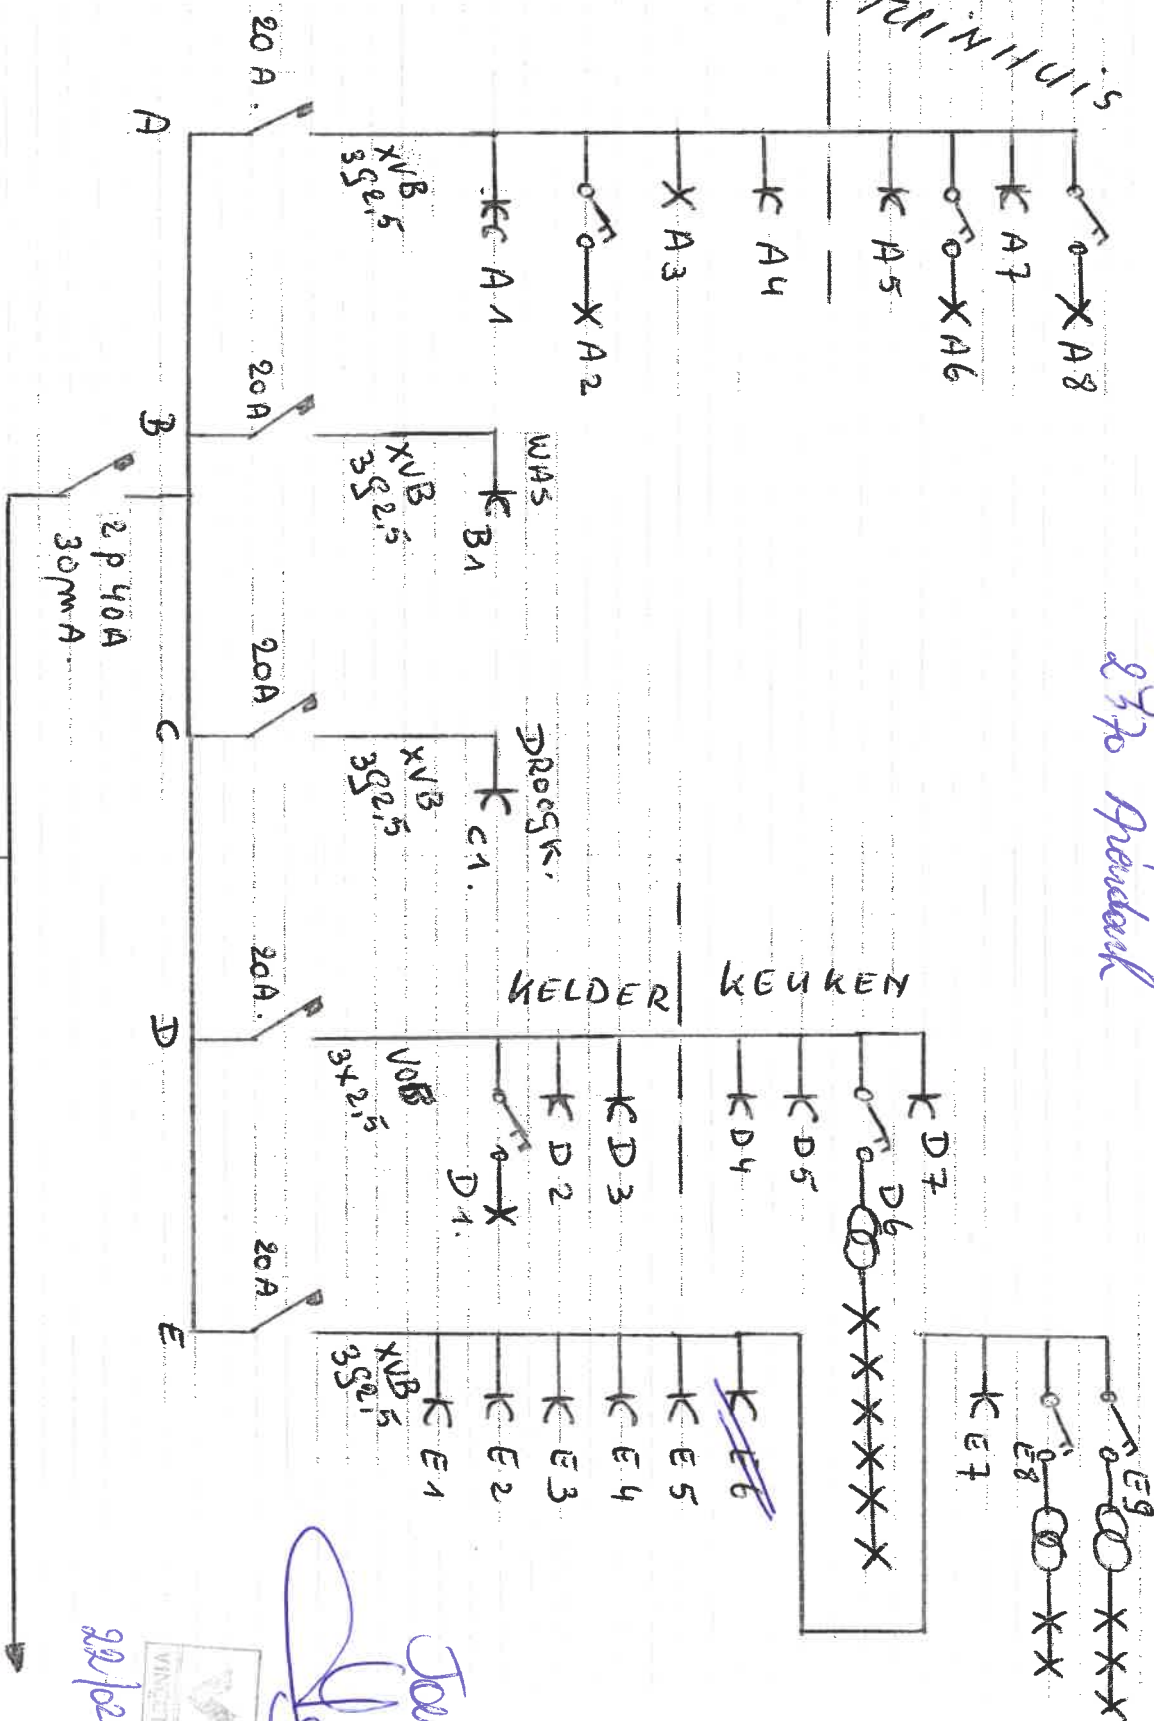 20 A.
A
XVB
3G2,5
A1
A2
A3
A4
A5
A6
A7
A8
20A
B
XVB
3G2,5
WAS
B1
2p 40A
30mA.
20A
C
XVB
3G2,5
DROOGK.
C1.
20A.
D
VOB
3x2,5
KELDER
KEUKEN
D1.
D2
D3
D4
D5
D6
D7
20A
E
XVB
3G2,5
E1
E2
E3
E4
E5
E6
E7
E8
E9
2370 Arendonk
22/02